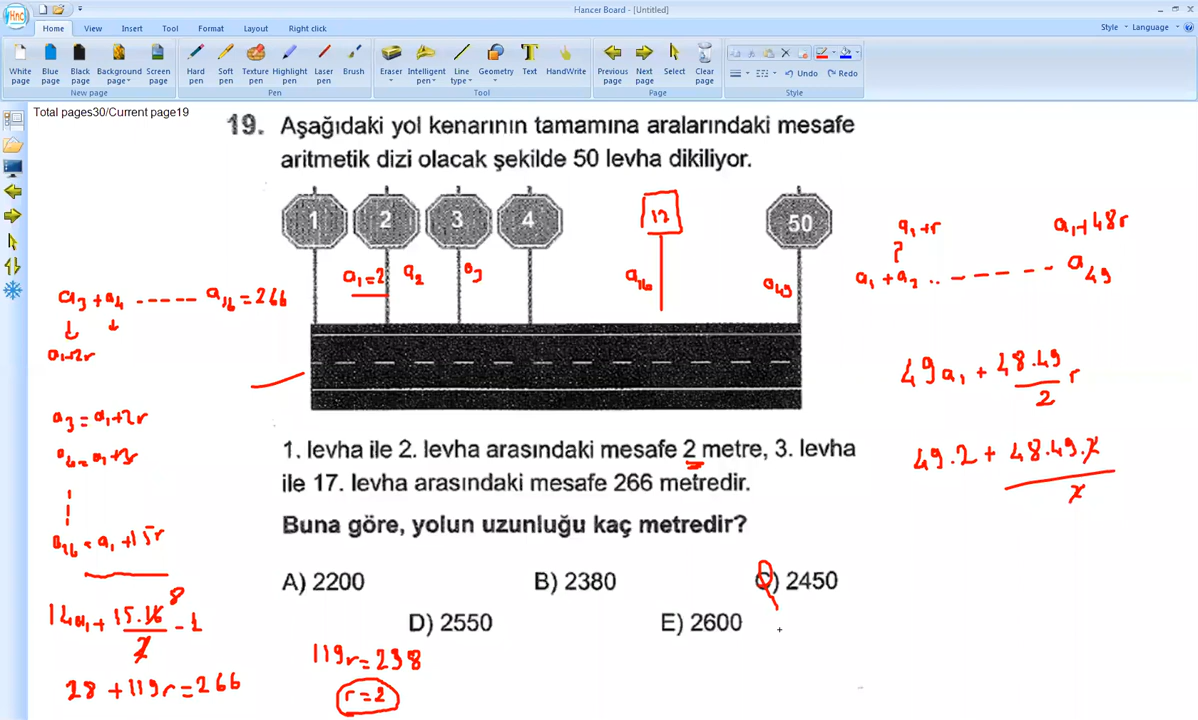 Hancer Board - [Untitled]
Hnc
Home View Insert Tool Format Layout Right click
Style Language
White page
Blue page
Black page
Background page
Screen page
New page
Hard pen
Soft pen
Texture pen
Highlight pen
Laser pen
Brush
Pen
Eraser
Intelligent pen
Line type
Geometry
Text
HandWrite
Tool
Previous page
Next page
Select
Clear page
Page
Undo Redo
Style
Total pages30/Current page19
19. Aşağıdaki yol kenarının tamamına aralarındaki mesafe
aritmetik dizi olacak şekilde 50 levha dikiliyor.
1 2 3 4 17 50
a₁=2 a₂ a₃ a₁₆ a₄₉
a₃ + a₄ ----- a₁₆ = 266
a₁+2r
a₃ = a₁+2r
a₄ = a₁+3r
a₁₆ = a₁+15r
14a₁ + 15.16/2 - 1
8
28 + 119r = 266
119r = 238
r = 2
a₁+r a₁+48r
a₁ + a₂ .. ------ a₄₉
49a₁ + 48.49/2 r
49.2 + 48.49.2/2
1. levha ile 2. levha arasındaki mesafe 2 metre, 3. levha
ile 17. levha arasındaki mesafe 266 metredir.
Buna göre, yolun uzunluğu kaç metredir?
A) 2200 B) 2380 C) 2450
D) 2550 E) 2600